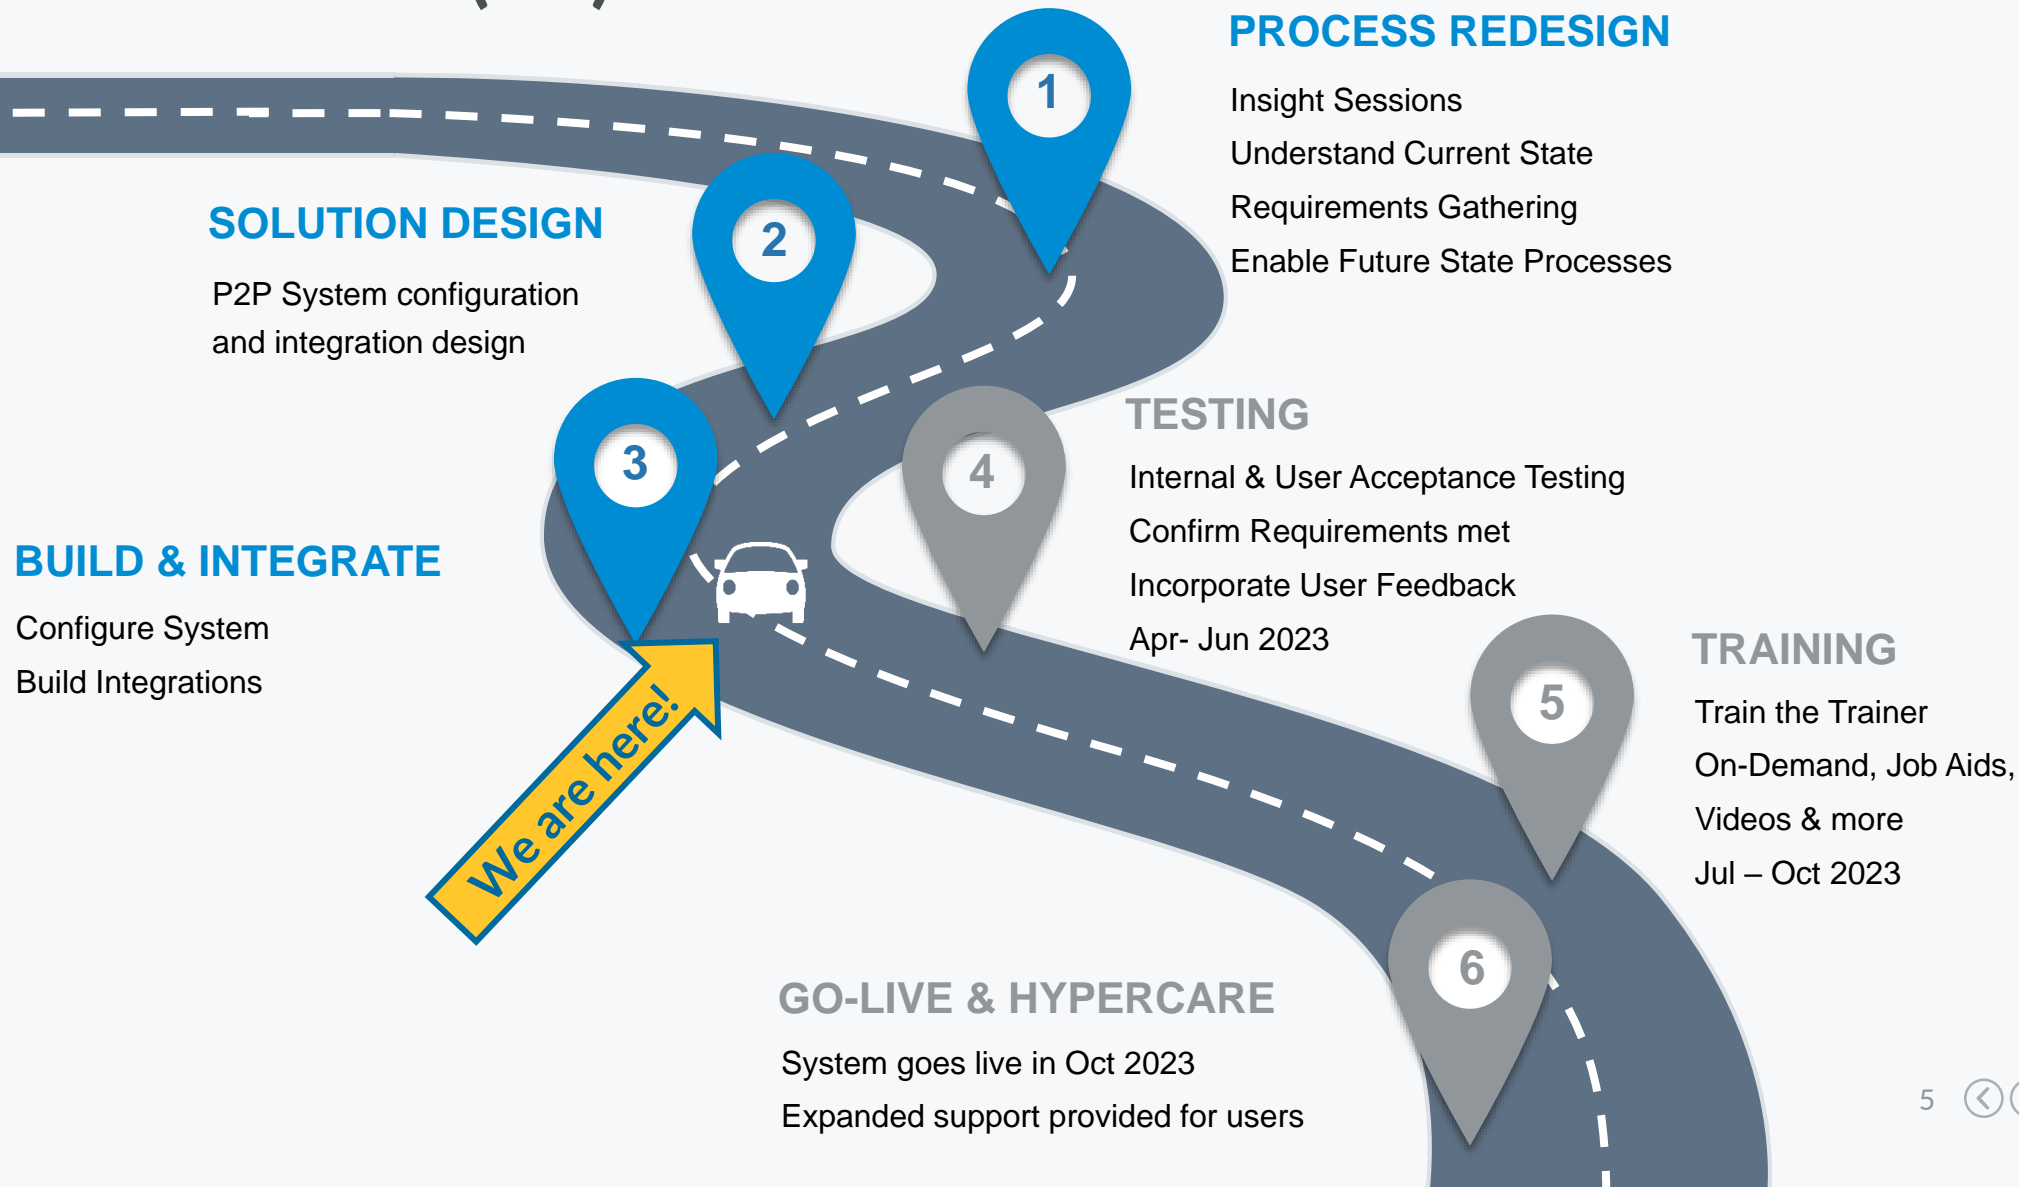 1
PROCESS REDESIGN
Insight Sessions
Understand Current State
Requirements Gathering
Enable Future State Processes
2
SOLUTION DESIGN
P2P System configuration
and integration design
3
BUILD & INTEGRATE
Configure System
Build Integrations
We are here!
4
TESTING
Internal & User Acceptance Testing
Confirm Requirements met
Incorporate User Feedback
Apr- Jun 2023
5
TRAINING
Train the Trainer
On-Demand, Job Aids,
Videos & more
Jul – Oct 2023
6
GO-LIVE & HYPERCARE
System goes live in Oct 2023
Expanded support provided for users
5